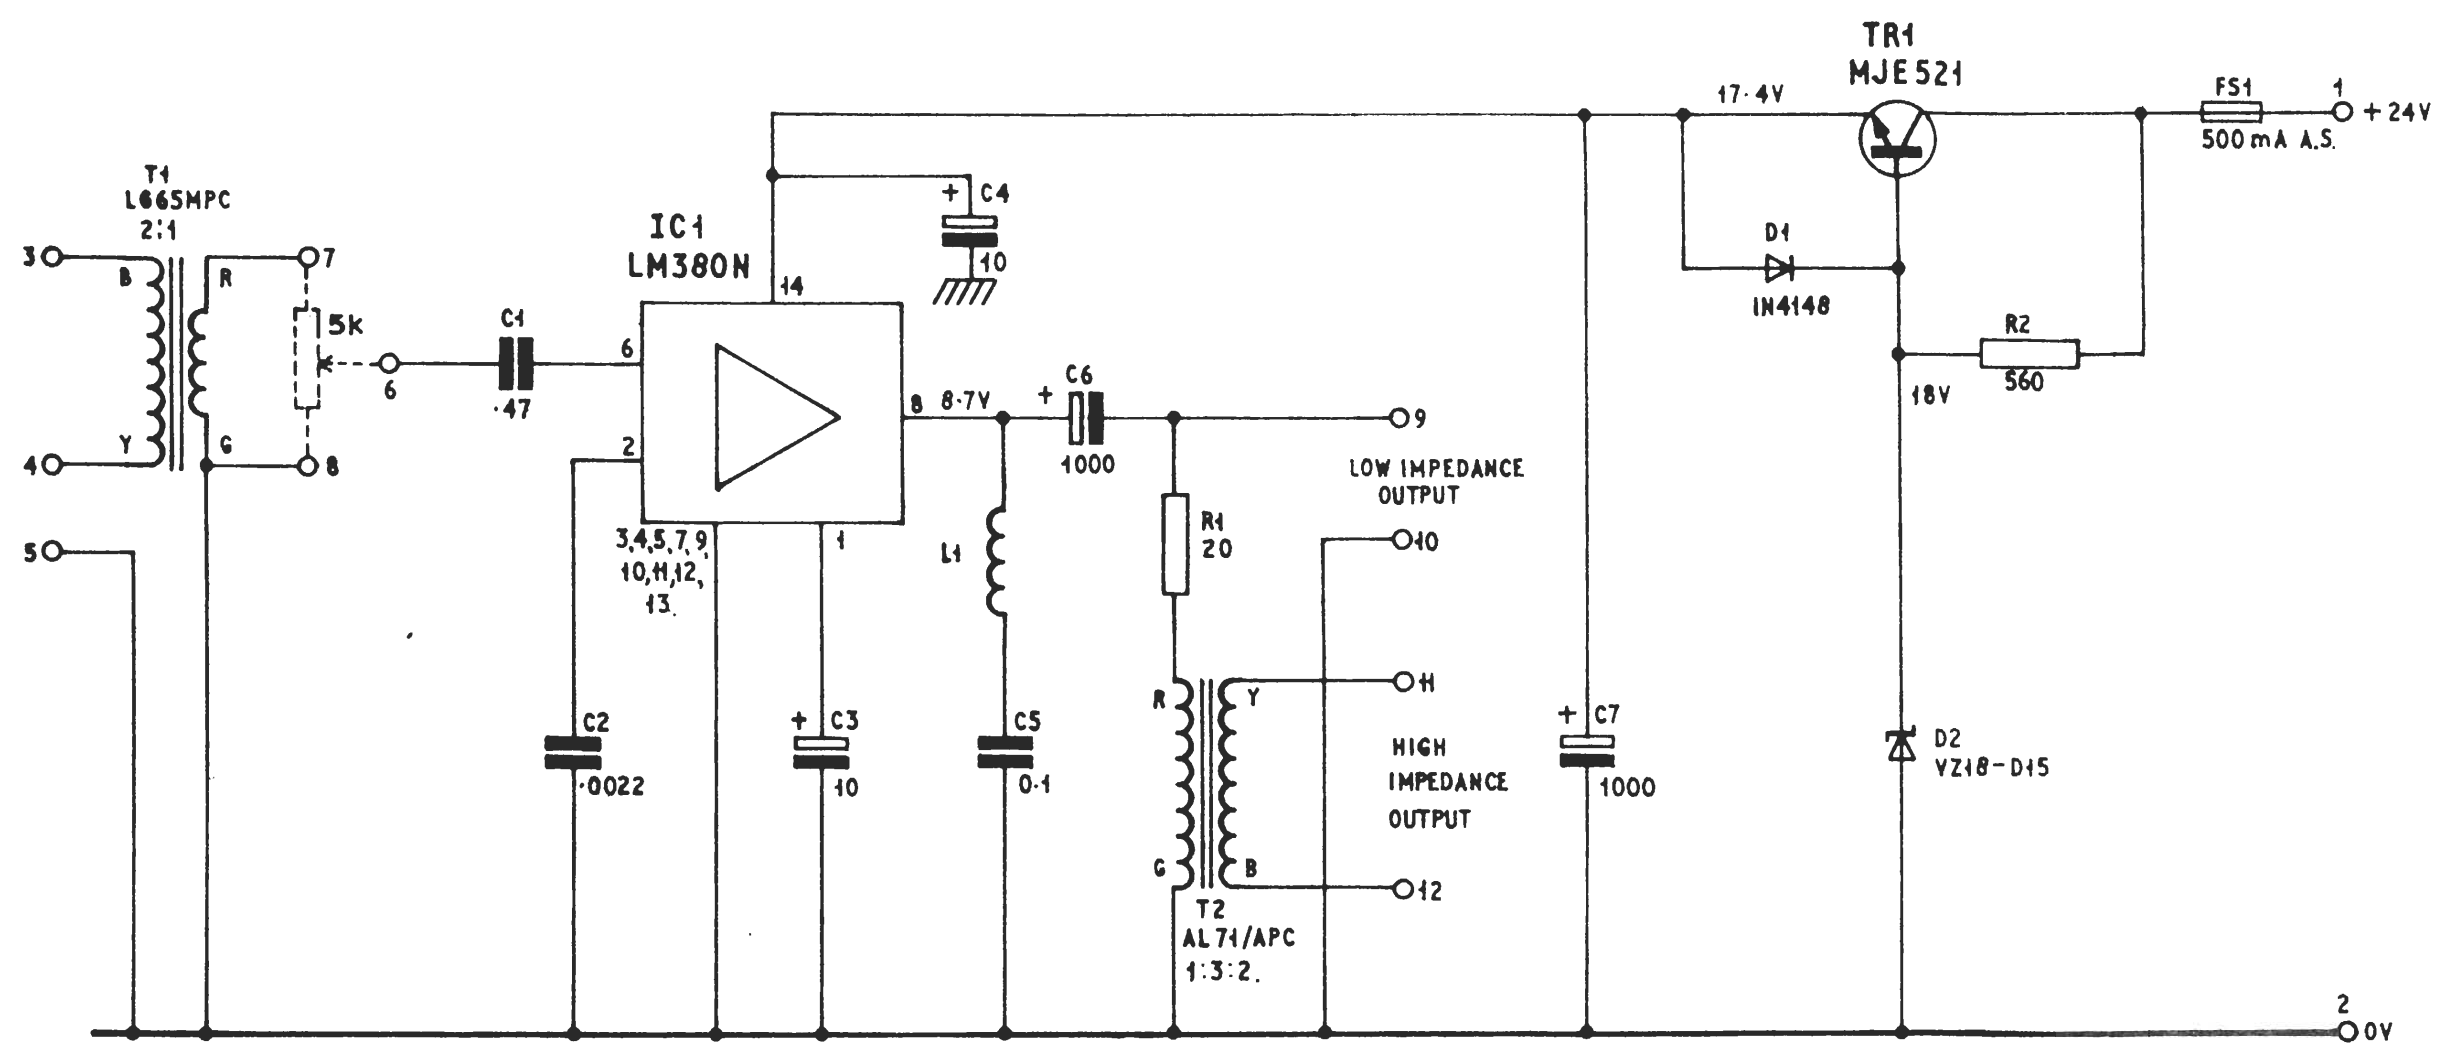 TR1
MJE521
17·4V
FS1
1
+24V
500mA A.S.
T1
L665MPC
2:1
3
B
R
7
5k
6
C1
·47
4
Y
G
8
5
IC1
LM380N
14
+ C4
10
6
2
8
8·7V
3,4,5,7,9,
10,11,12,
13.
1
+ C6
1000
9
LOW IMPEDANCE
OUTPUT
10
L1
R1
20
D1
IN4148
R2
560
18V
C2
·0022
+ C3
10
C5
0·1
R
Y
G
B
11
HIGH
IMPEDANCE
OUTPUT
12
T2
AL71/APC
1:3:2.
+ C7
1000
D2
VZ18-D15
2
0V